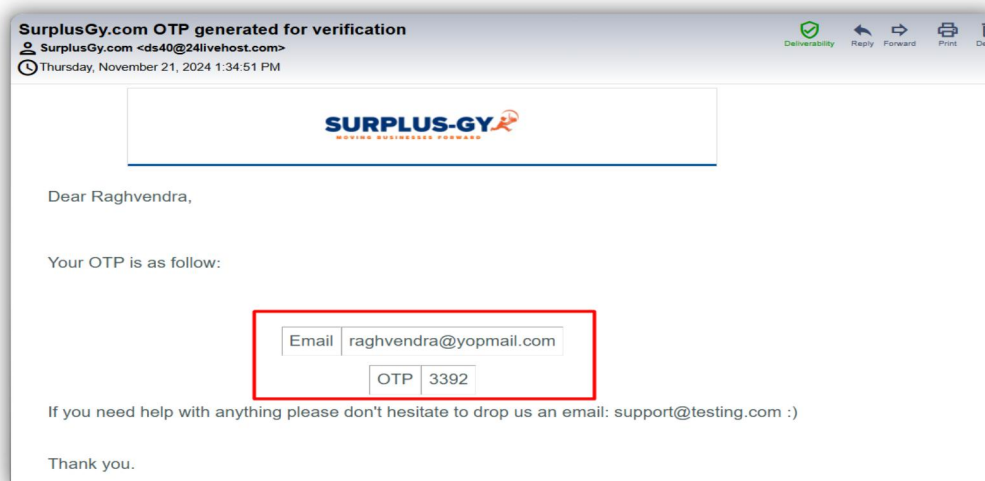 SurplusGy.com OTP generated for verification
SurplusGy.com <ds40@24livehost.com>
Thursday, November 21, 2024 1:34:51 PM
Deliverability Reply Forward Print
SURPLUS-GY
MOVING BUSINESSES FORWARD
Dear Raghvendra,
Your OTP is as follow:
Email raghvendra@yopmail.com
OTP 3392
If you need help with anything please don't hesitate to drop us an email: support@testing.com :)
Thank you.